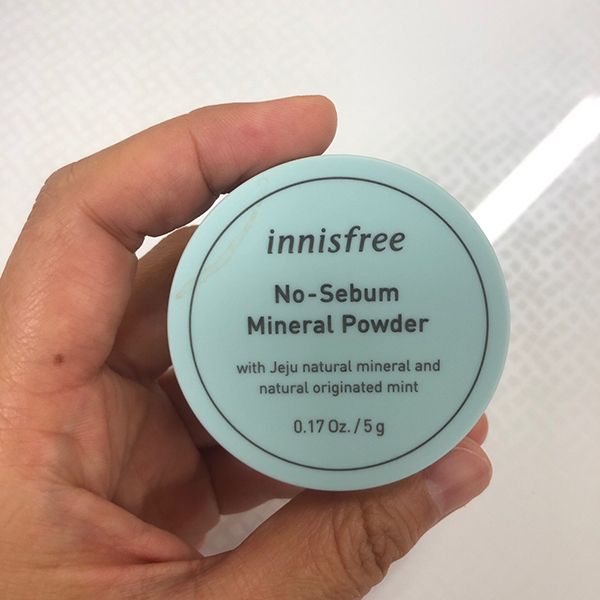 innisfree
No-Sebum
Mineral Powder
with Jeju natural mineral and
natural originated mint
0.17 Oz. / 5 g